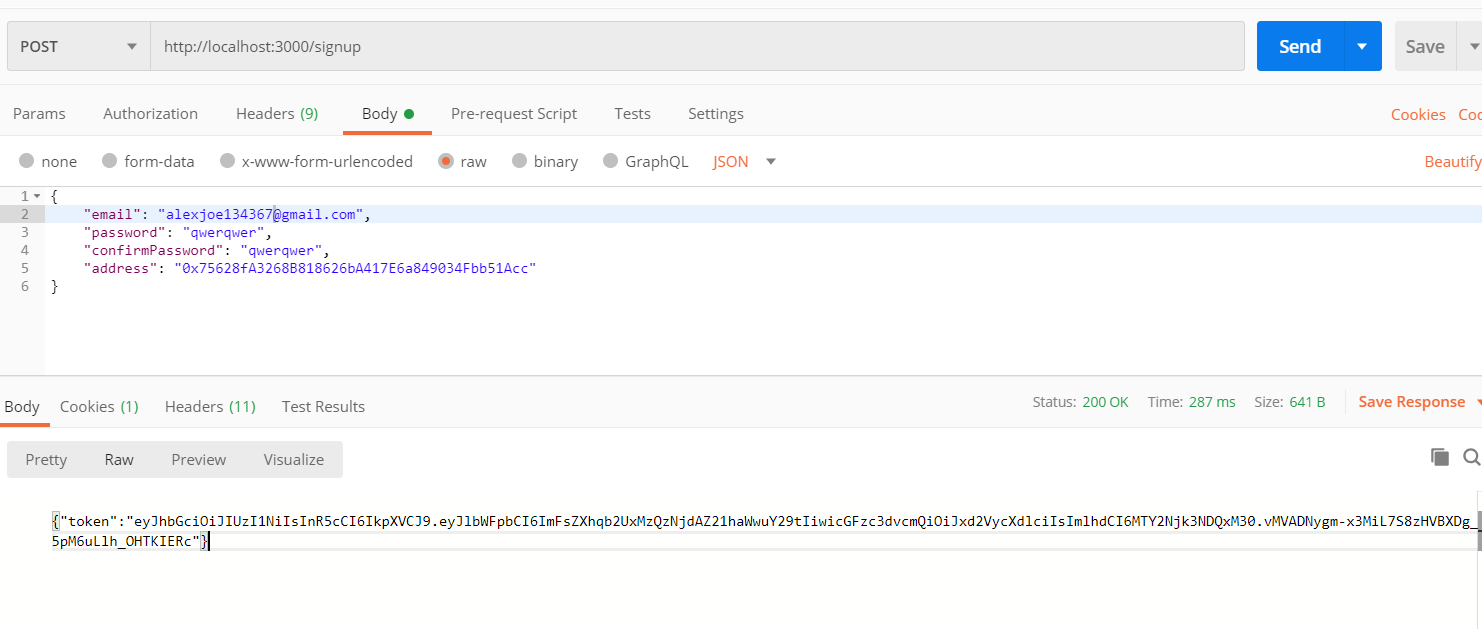 POST http://localhost:3000/signup Send Save
Params Authorization Headers (9) Body Pre-request Script Tests Settings Cookies
none form-data x-www-form-urlencoded raw binary GraphQL JSON Beautify
1 {
2 "email": "alexjoe134367@gmail.com",
3 "password": "qwerqwer",
4 "confirmPassword": "qwerqwer",
5 "address": "0x75628fA3268B818626bA417E6a849034Fbb51Acc"
6 }
Body Cookies (1) Headers (11) Test Results Status: 200 OK Time: 287 ms Size: 641 B Save Response
Pretty Raw Preview Visualize
{"token":"eyJhbGciOiJIUzI1NiIsInR5cCI6IkpXVCJ9.eyJlbWFpbCI6ImFsZXhqb2UxMzQzNjdAZ21haWwuY29tIiwicGFzc3dvcmQiOiJxd2VycXdlciIsImlhdCI6MTY2Njk3NDQxM30.vMVADNygm-x3MiL7S8zHVBXDg_
5pM6uLlh_OHTKIERc"}